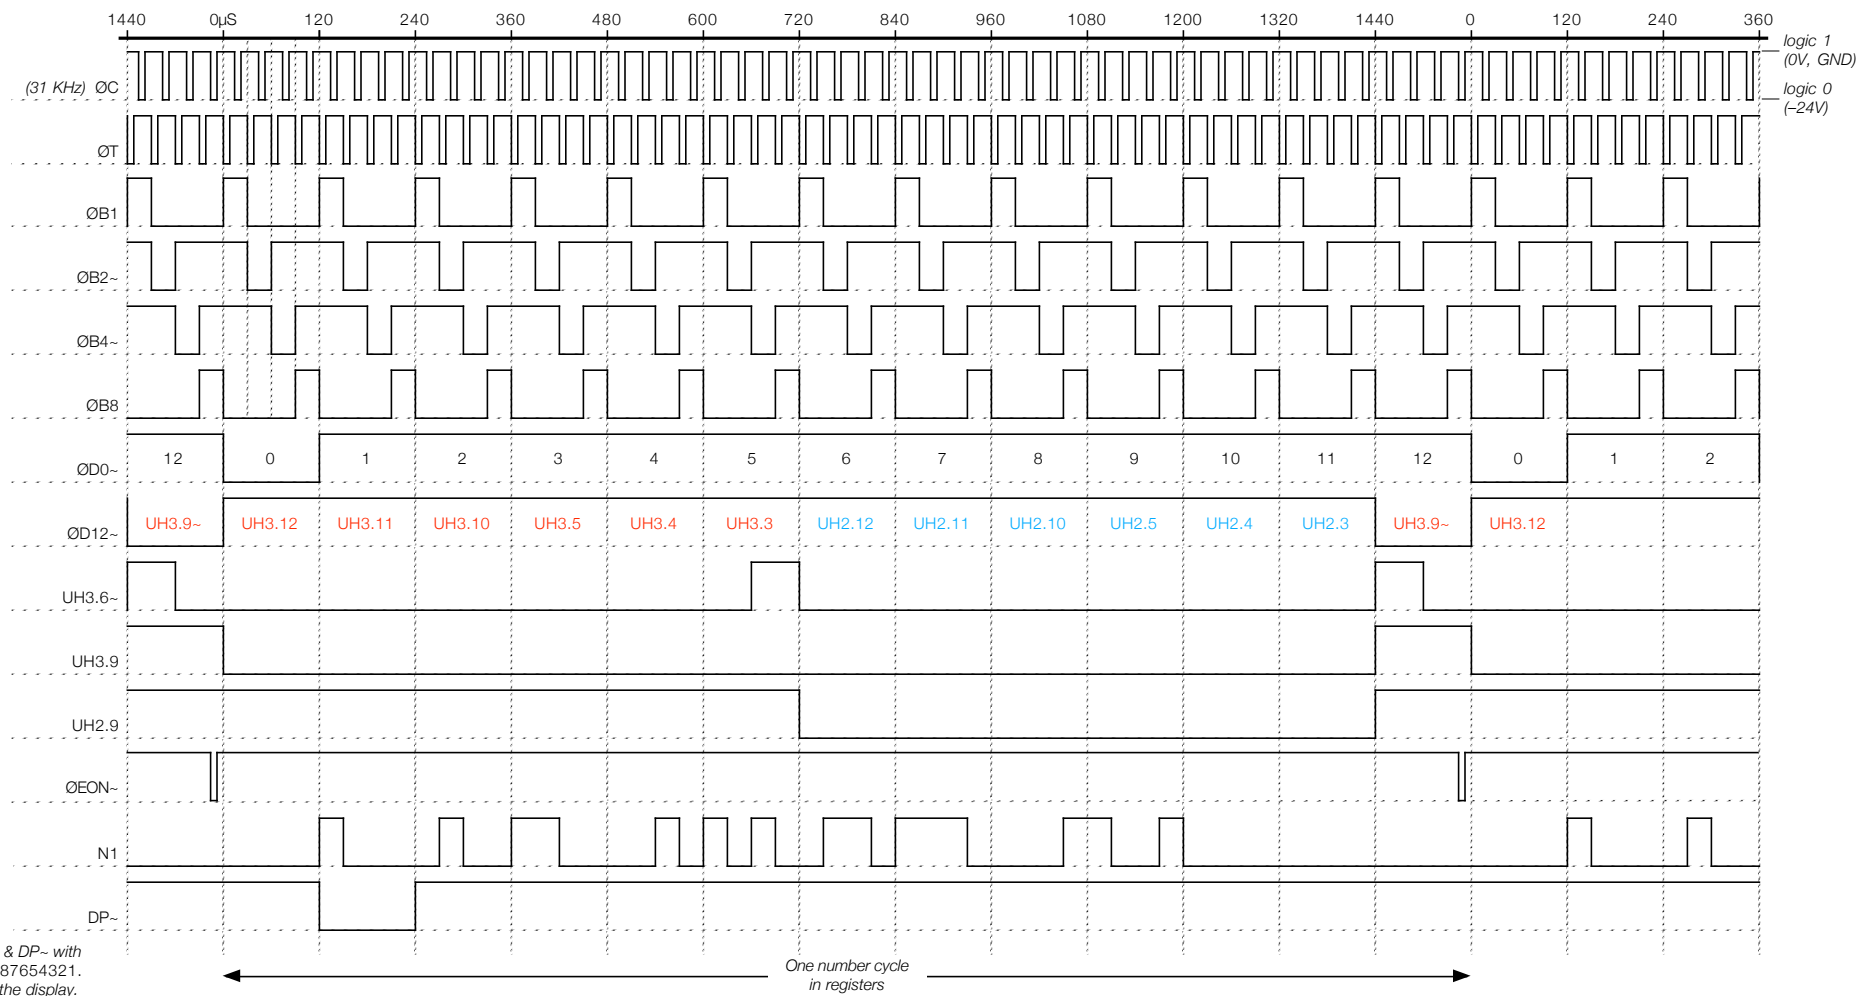 1440 0µS 120 240 360 480 600 720 840 960 1080 1200 1320 1440 0 120 240 360
logic 1
(0V, GND)
(31 KHz) ØC
logic 0
(–24V)
ØT
ØB1
ØB2~
ØB4~
ØB8
ØD0~ 12 0 1 2 3 4 5 6 7 8 9 10 11 12 0 1 2
ØD12~ UH3.9~ UH3.12 UH3.11 UH3.10 UH3.5 UH3.4 UH3.3 UH2.12 UH2.11 UH2.10 UH2.5 UH2.4 UH2.3 UH3.9~ UH3.12
UH3.6~
UH3.9
UH2.9
ØEON~
N1
DP~
& DP~ with
87654321.
the display.
One number cycle
in registers